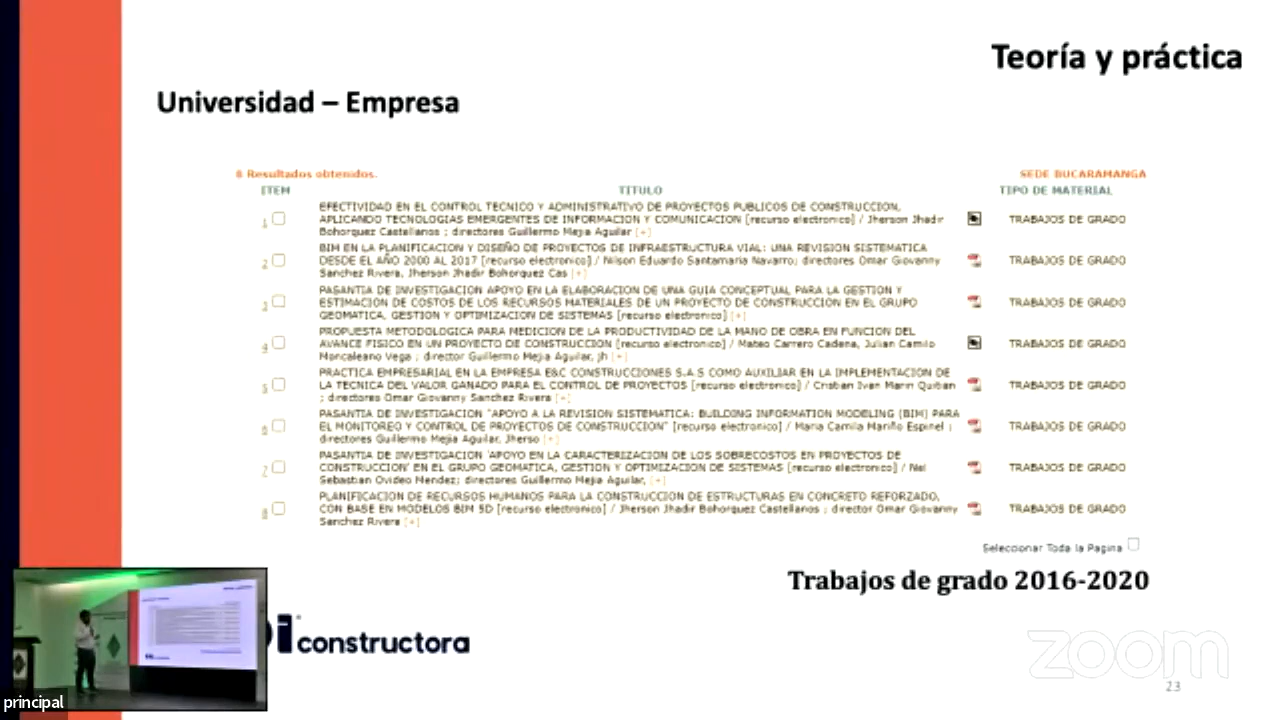 Teoría y práctica
Universidad – Empresa
8 Resultados obtenidos.
SEDE BUCARAMANGA
ITEM TITULO TIPO DE MATERIAL
1 EFECTIVIDAD EN EL CONTROL TECNICO Y ADMINISTRATIVO DE PROYECTOS PUBLICOS DE CONSTRUCCION,
APLICANDO TECNOLOGIAS EMERGENTES DE INFORMACION Y COMUNICACION [recurso electronico] / Jherson Jhadir
Bohorquez Castellanos ; directores Guillermo Mejia Aguilar [+]
TRABAJOS DE GRADO
2 BIM EN LA PLANIFICACION Y DISEÑO DE PROYECTOS DE INFRAESTRUCTURA VIAL: UNA REVISION SISTEMATICA
DESDE EL AÑO 2000 AL 2017 [recurso electronico] / Nilson Eduardo Santamaria Navarro; directores Omar Giovanny
Sanchez Rivera, Jherson Jhadir Bohorquez Cas [+]
TRABAJOS DE GRADO
3 PASANTIA DE INVESTIGACION APOYO EN LA ELABORACION DE UNA GUIA CONCEPTUAL PARA LA GESTION Y
ESTIMACION DE COSTOS DE LOS RECURSOS MATERIALES DE UN PROYECTO DE CONSTRUCCION EN EL GRUPO
GEOMATICA, GESTION Y OPTIMIZACION DE SISTEMAS [recurso electronico] [+]
TRABAJOS DE GRADO
4 PROPUESTA METODOLOGICA PARA MEDICION DE LA PRODUCTIVIDAD DE LA MANO DE OBRA EN FUNCION DEL
AVANCE FISICO EN UN PROYECTO DE CONSTRUCCION [recurso electronico] / Mateo Carrero Cadena, Julian Camilo
Moncaleano Vega ; director Guillermo Mejia Aguilar, Jh [+]
TRABAJOS DE GRADO
5 PRACTICA EMPRESARIAL EN LA EMPRESA E&C CONSTRUCCIONES S.A.S COMO AUXILIAR EN LA IMPLEMENTACION DE
LA TECNICA DEL VALOR GANADO PARA EL CONTROL DE PROYECTOS [recurso electronico] / Cristian Ivan Marin Quitian
; directores Omar Giovanny Sanchez Rivera [+]
TRABAJOS DE GRADO
6 PASANTIA DE INVESTIGACION "APOYO A LA REVISION SISTEMATICA: BUILDING INFORMATION MODELING (BIM) PARA
EL MONITOREO Y CONTROL DE PROYECTOS DE CONSTRUCCION" [recurso electronico] / Maria Camila Mariño Espinel ;
directores Guillermo Mejia Aguilar, Jherso [+]
TRABAJOS DE GRADO
7 PASANTIA DE INVESTIGACION 'APOYO EN LA CARACTERIZACION DE LOS SOBRECOSTOS EN PROYECTOS DE
CONSTRUCCION' EN EL GRUPO GEOMATICA, GESTION Y OPTIMIZACION DE SISTEMAS [recurso electronico] / Nel
Sebastian Oviedo Mendez; directores Guillermo Mejia Aguilar, [+]
TRABAJOS DE GRADO
8 PLANIFICACION DE RECURSOS HUMANOS PARA LA CONSTRUCCION DE ESTRUCTURAS EN CONCRETO REFORZADO,
CON BASE EN MODELOS BIM 5D [recurso electronico] / Jherson Jhadir Bohorquez Castellanos ; director Omar Giovanny
Sanchez Rivera [+]
TRABAJOS DE GRADO
Seleccionar Toda la Pagina
Trabajos de grado 2016-2020
constructora
zoom
23
principal